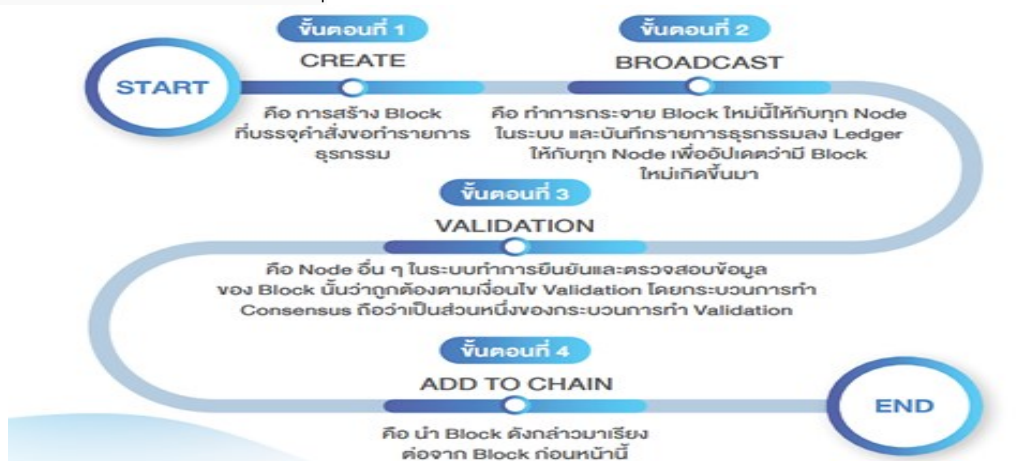 START
ขั้นตอนที่ 1
CREATE
คือ การสร้าง Block
ที่บรรจุคำสั่งขอทำรายการ
ธุรกรรม
ขั้นตอนที่ 2
BROADCAST
คือ ทำการกระจาย Block ใหม่นี้ให้กับทุก Node
ในระบบ และบันทึกรายการธุรกรรมลง Ledger
ให้กับทุก Node เพื่ออัปเดตว่ามี Block
ใหม่เกิดขึ้นมา
ขั้นตอนที่ 3
VALIDATION
คือ Node อื่น ๆ ในระบบทำการยืนยันและตรวจสอบข้อมูล
ของ Block นั้นว่าถูกต้องตามเงื่อนไข Validation โดยกระบวนการทำ
Consensus ถือว่าเป็นส่วนหนึ่งของกระบวนการทำ Validation
ขั้นตอนที่ 4
ADD TO CHAIN
คือ นำ Block ดังกล่าวมาเรียง
ต่อจาก Block ก่อนหน้านี้
END